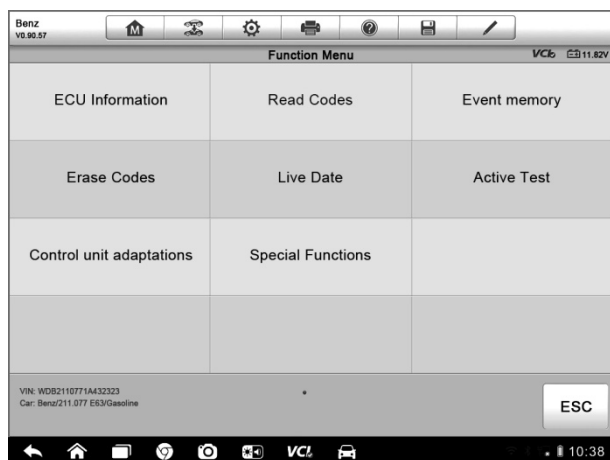 Benz
V0.90.57
M
Function Menu
VCI
11.82V
ECU Information
Read Codes
Event memory
Erase Codes
Live Date
Active Test
Control unit adaptations
Special Functions
VIN: WDB2110771A432323
Car: Benz/211.077 E63/Gasoline
ESC
VCI
10:38